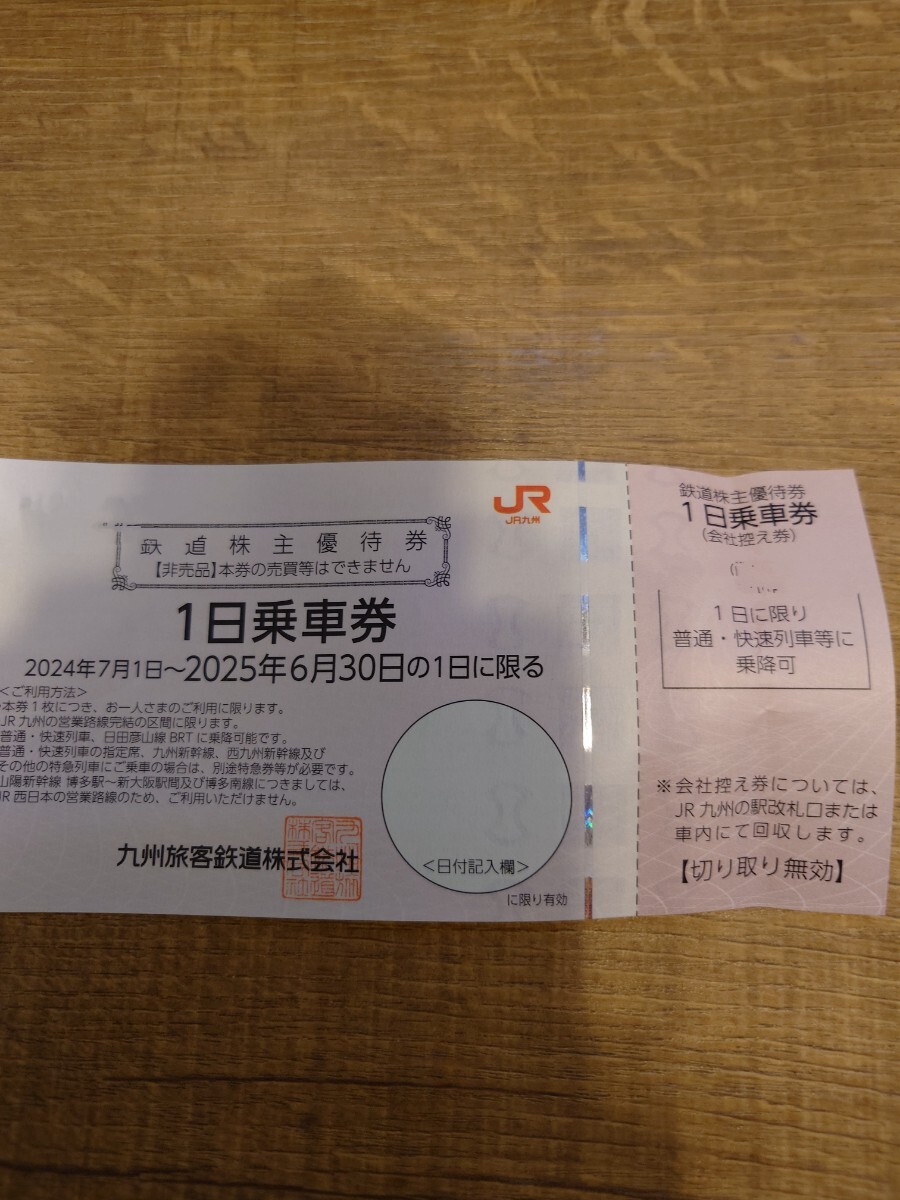 JR
JR九州
鉄道株主優待券
【非売品】本券の売買等はできません
1日乗車券
2024年7月1日～2025年6月30日の1日に限る
＜ご利用方法＞
本券1枚につき、お一人さまのご利用に限ります。
JR九州の営業路線完結の区間に限ります。
普通・快速列車、日田彦山線BRTに乗降可能です。
普通・快速列車の指定席、九州新幹線、西九州新幹線及び
その他の特急列車にご乗車の場合は、別途特急券等が必要です。
山陽新幹線 博多駅～新大阪駅間及び博多南線につきましては、
JR西日本の営業路線のため、ご利用いただけません。
九州旅客鉄道株式会社
＜日付記入欄＞
に限り有効
鉄道株主優待券
1日乗車券
（会社控え券）
1日に限り
普通・快速列車等に
乗降可
※会社控え券については、
JR九州の駅改札口または
車内にて回収します。
【切り取り無効】